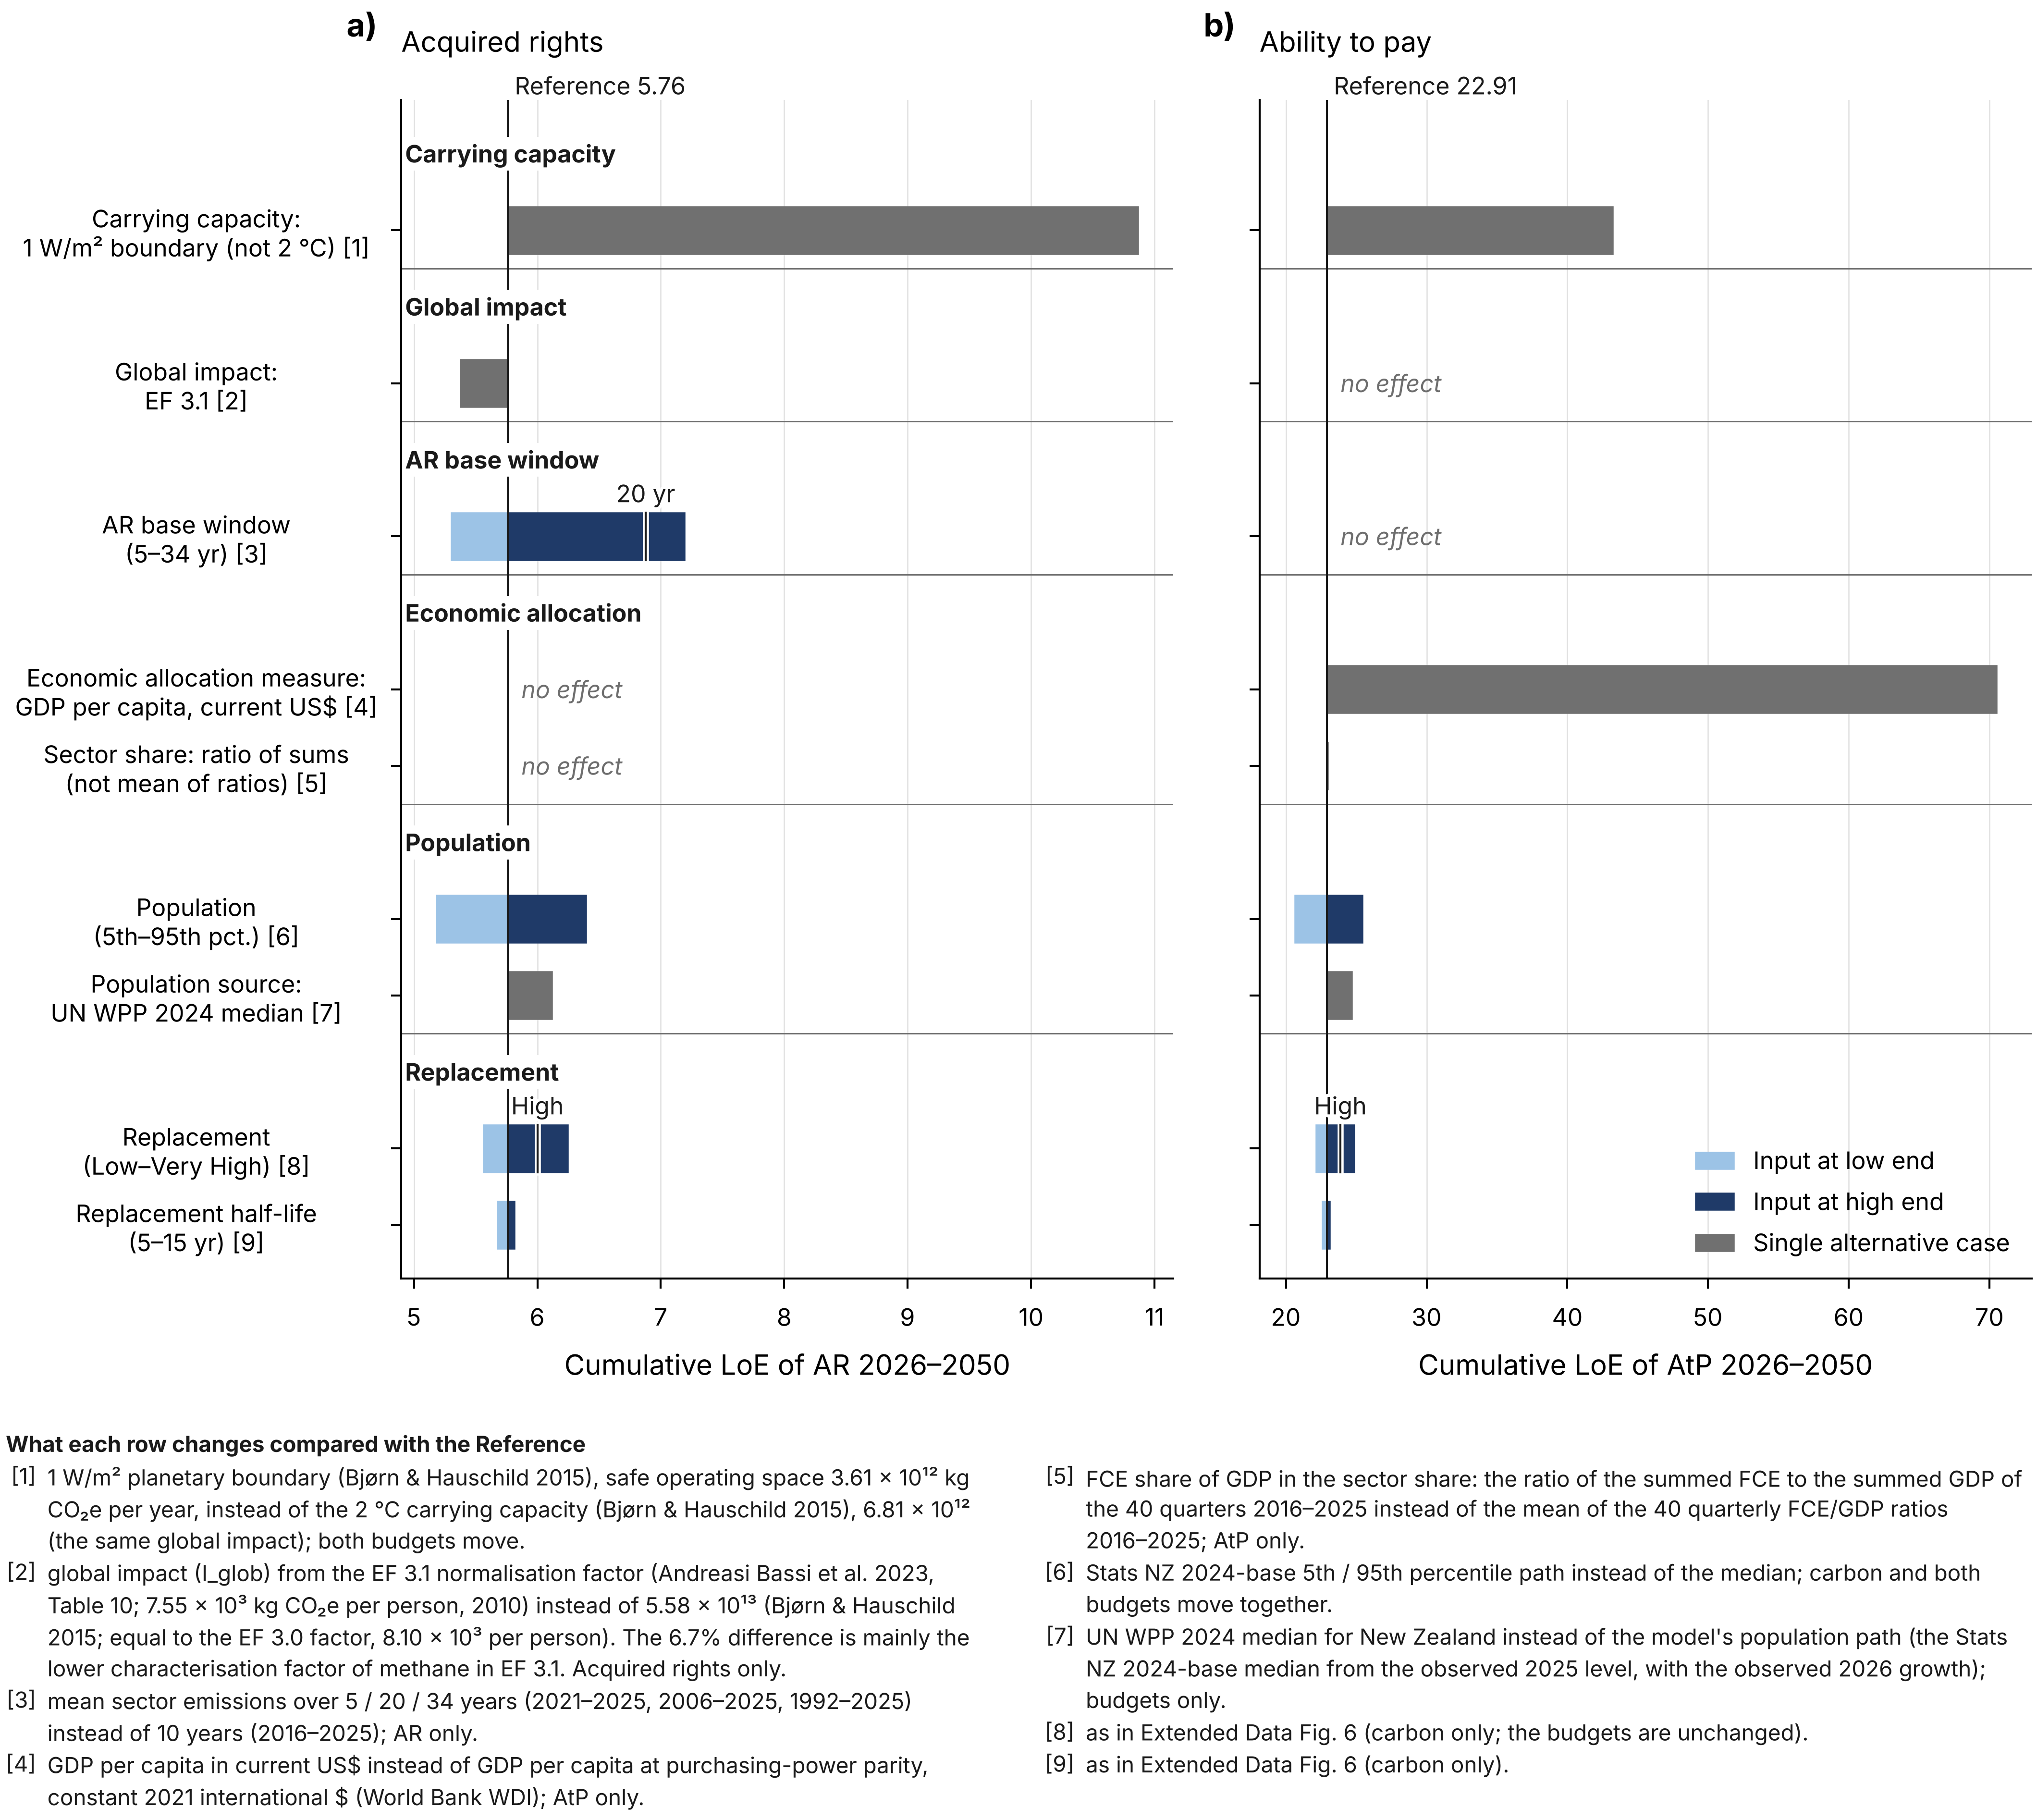 a)
Acquired rights
Reference 5.76
Carrying capacity
Carrying capacity:
1 W/m² boundary (not 2 °C) [1]
Global impact
Global impact:
EF 3.1 [2]
AR base window
20 yr
AR base window
(5–34 yr) [3]
Economic allocation
Economic allocation measure:
GDP per capita, current US$ [4]
no effect
Sector share: ratio of sums
(not mean of ratios) [5]
no effect
Population
Population
(5th–95th pct.) [6]
Population source:
UN WPP 2024 median [7]
Replacement
High
Replacement
(Low–Very High) [8]
Replacement half-life
(5–15 yr) [9]
5 6 7 8 9 10 11
Cumulative LoE of AR 2026–2050
b)
Ability to pay
Reference 22.91
no effect
no effect
High
Input at low end
Input at high end
Single alternative case
20 30 40 50 60 70
Cumulative LoE of AtP 2026–2050
What each row changes compared with the Reference
[1] 1 W/m² planetary boundary (Bjørn & Hauschild 2015), safe operating space 3.61 × 10¹² kg
CO₂e per year, instead of the 2 °C carrying capacity (Bjørn & Hauschild 2015), 6.81 × 10¹²
(the same global impact); both budgets move.
[2] global impact (I_glob) from the EF 3.1 normalisation factor (Andreasi Bassi et al. 2023,
Table 10; 7.55 × 10³ kg CO₂e per person, 2010) instead of 5.58 × 10¹³ (Bjørn & Hauschild
2015; equal to the EF 3.0 factor, 8.10 × 10³ per person). The 6.7% difference is mainly the
lower characterisation factor of methane in EF 3.1. Acquired rights only.
[3] mean sector emissions over 5 / 20 / 34 years (2021–2025, 2006–2025, 1992–2025)
instead of 10 years (2016–2025); AR only.
[4] GDP per capita in current US$ instead of GDP per capita at purchasing-power parity,
constant 2021 international $ (World Bank WDI); AtP only.
[5] FCE share of GDP in the sector share: the ratio of the summed FCE to the summed GDP of
the 40 quarters 2016–2025 instead of the mean of the 40 quarterly FCE/GDP ratios
2016–2025; AtP only.
[6] Stats NZ 2024-base 5th / 95th percentile path instead of the median; carbon and both
budgets move together.
[7] UN WPP 2024 median for New Zealand instead of the model's population path (the Stats
NZ 2024-base median from the observed 2025 level, with the observed 2026 growth);
budgets only.
[8] as in Extended Data Fig. 6 (carbon only; the budgets are unchanged).
[9] as in Extended Data Fig. 6 (carbon only).